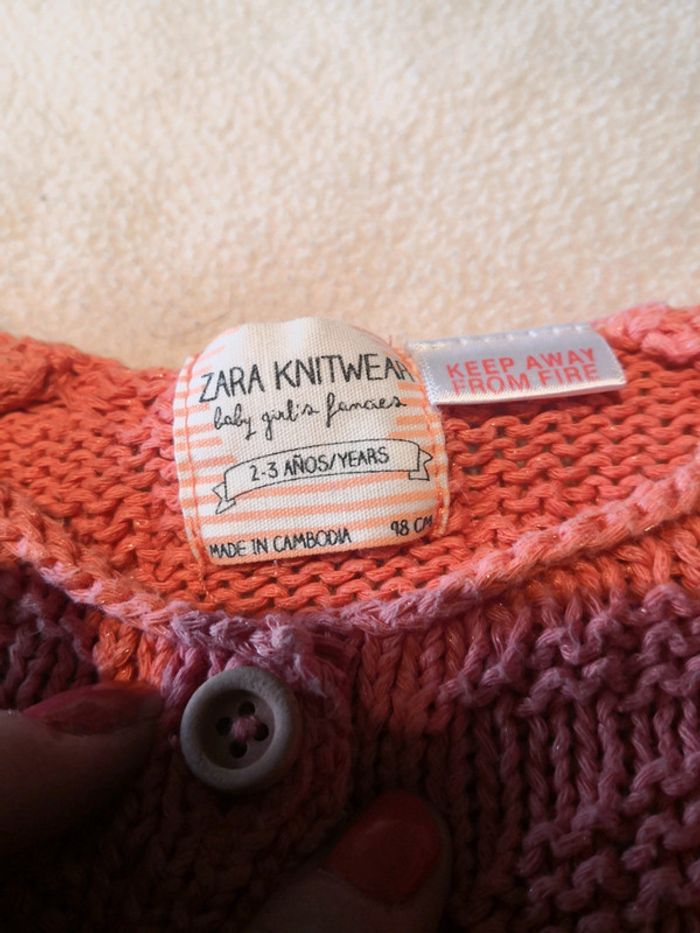 ZARA KNITWEAR
baby girl's fancies
2-3 AÑOS/YEARS
MADE IN CAMBODIA 98 CM
KEEP AWAY
FROM FIRE